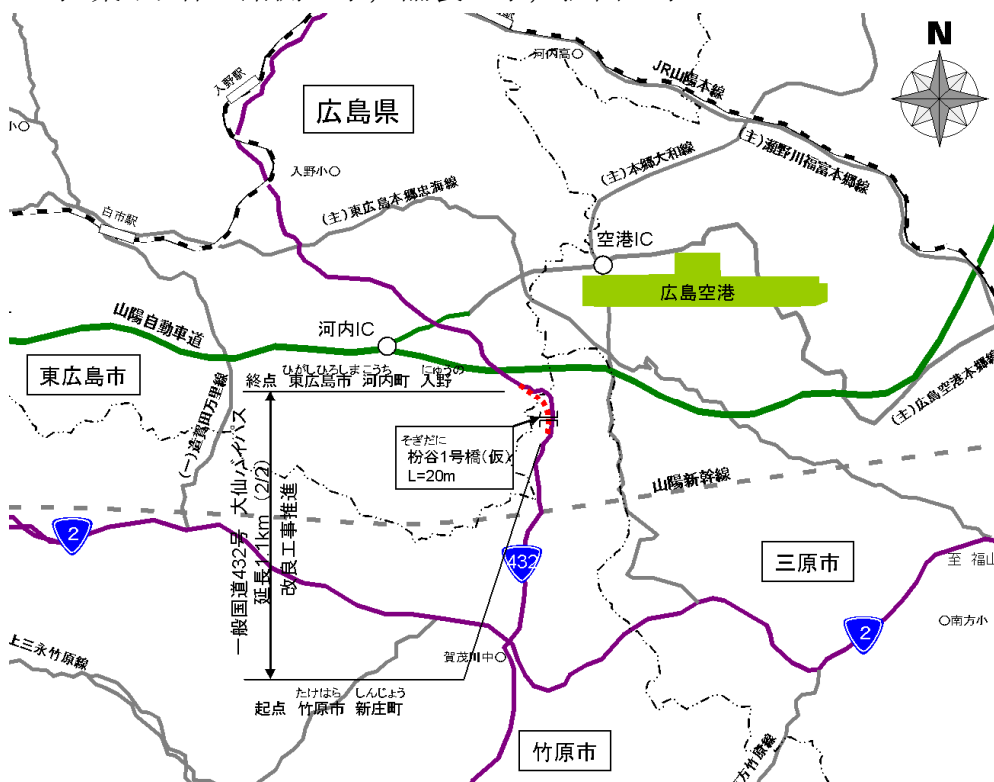 河内高○
N
入野駅
広島県
JR山陽本線
(主)瀬野川福富本郷線
小○
入野小○
(主)本郷大和線
(主)東広島本郷忠海線
白市駅
空港IC
広島空港
山陽自動車道
河内IC
東広島市
ひがしひろしまこうち にゅうの
終点 東広島市 河内町 入野
(主)広島空港本郷線
(一)造賀田万里線
そぎだに
枌谷1号橋(仮)
L=20m
一般国道432号 大仙バイパス
延長1.1km (2/2)
改良工事推進
山陽新幹線
2
432
三原市
至 福山
2
○南方小
上三永竹原線
賀茂川中○
たけはら しんじょう
起点 竹原市 新庄町
竹原市
方竹原線